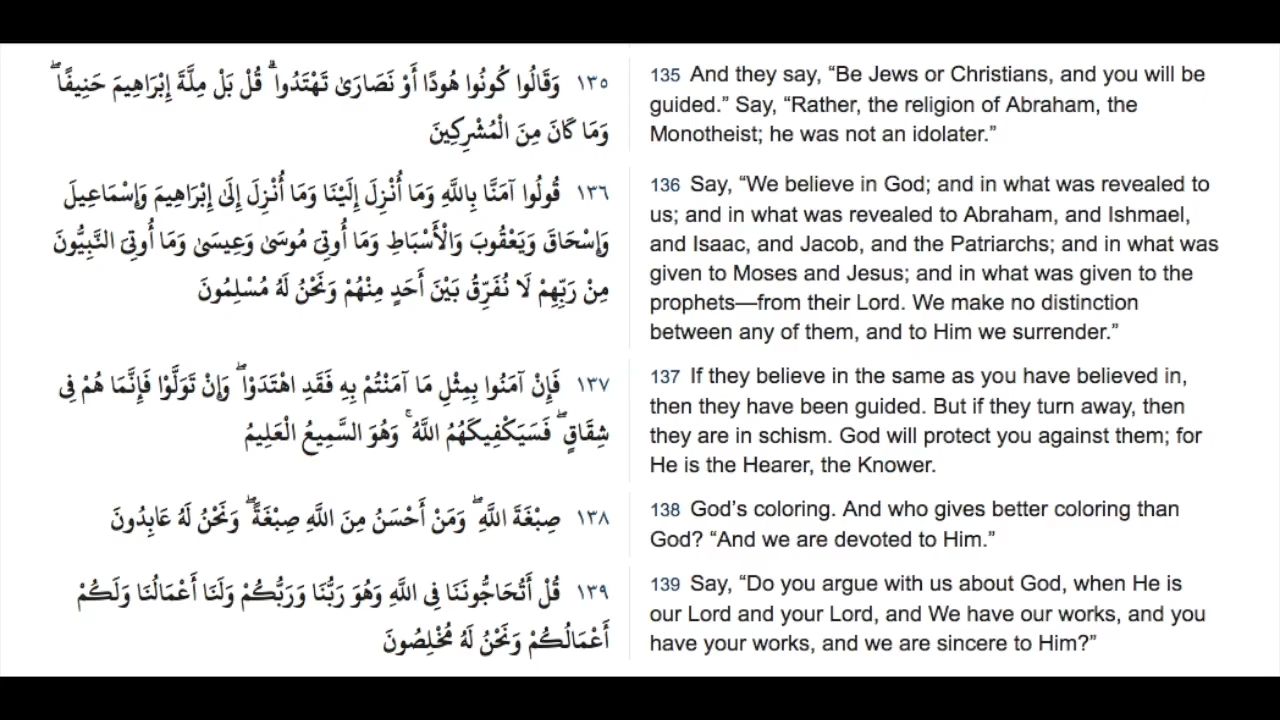 ١٣٥ وَقَالُوا كُونُوا هُودًا أَوْ نَصَارَىٰ تَهْتَدُوا ۗ قُلْ بَلْ مِلَّةَ إِبْرَاهِيمَ حَنِيفًا ۖ
وَمَا كَانَ مِنَ الْمُشْرِكِينَ
135 And they say, “Be Jews or Christians, and you will be
guided.” Say, “Rather, the religion of Abraham, the
Monotheist; he was not an idolater.”
١٣٦ قُولُوا آمَنَّا بِاللَّهِ وَمَا أُنْزِلَ إِلَيْنَا وَمَا أُنْزِلَ إِلَىٰ إِبْرَاهِيمَ وَإِسْمَاعِيلَ
وَإِسْحَاقَ وَيَعْقُوبَ وَالْأَسْبَاطِ وَمَا أُوتِيَ مُوسَىٰ وَعِيسَىٰ وَمَا أُوتِيَ النَّبِيُّونَ
مِنْ رَبِّهِمْ لَا نُفَرِّقُ بَيْنَ أَحَدٍ مِنْهُمْ وَنَحْنُ لَهُ مُسْلِمُونَ
136 Say, “We believe in God; and in what was revealed to
us; and in what was revealed to Abraham, and Ishmael,
and Isaac, and Jacob, and the Patriarchs; and in what was
given to Moses and Jesus; and in what was given to the
prophets—from their Lord. We make no distinction
between any of them, and to Him we surrender.”
١٣٧ فَإِنْ آمَنُوا بِمِثْلِ مَا آمَنْتُمْ بِهِ فَقَدِ اهْتَدَوْا ۖ وَإِنْ تَوَلَّوْا فَإِنَّمَا هُمْ فِي
شِقَاقٍ ۖ فَسَيَكْفِيكَهُمُ اللَّهُ ۚ وَهُوَ السَّمِيعُ الْعَلِيمُ
137 If they believe in the same as you have believed in,
then they have been guided. But if they turn away, then
they are in schism. God will protect you against them; for
He is the Hearer, the Knower.
١٣٨ صِبْغَةَ اللَّهِ ۖ وَمَنْ أَحْسَنُ مِنَ اللَّهِ صِبْغَةً ۖ وَنَحْنُ لَهُ عَابِدُونَ
138 God’s coloring. And who gives better coloring than
God? “And we are devoted to Him.”
١٣٩ قُلْ أَتُحَاجُّونَنَا فِي اللَّهِ وَهُوَ رَبُّنَا وَرَبُّكُمْ وَلَنَا أَعْمَالُنَا وَلَكُمْ
أَعْمَالُكُمْ وَنَحْنُ لَهُ مُخْلِصُونَ
139 Say, “Do you argue with us about God, when He is
our Lord and your Lord, and We have our works, and you
have your works, and we are sincere to Him?”